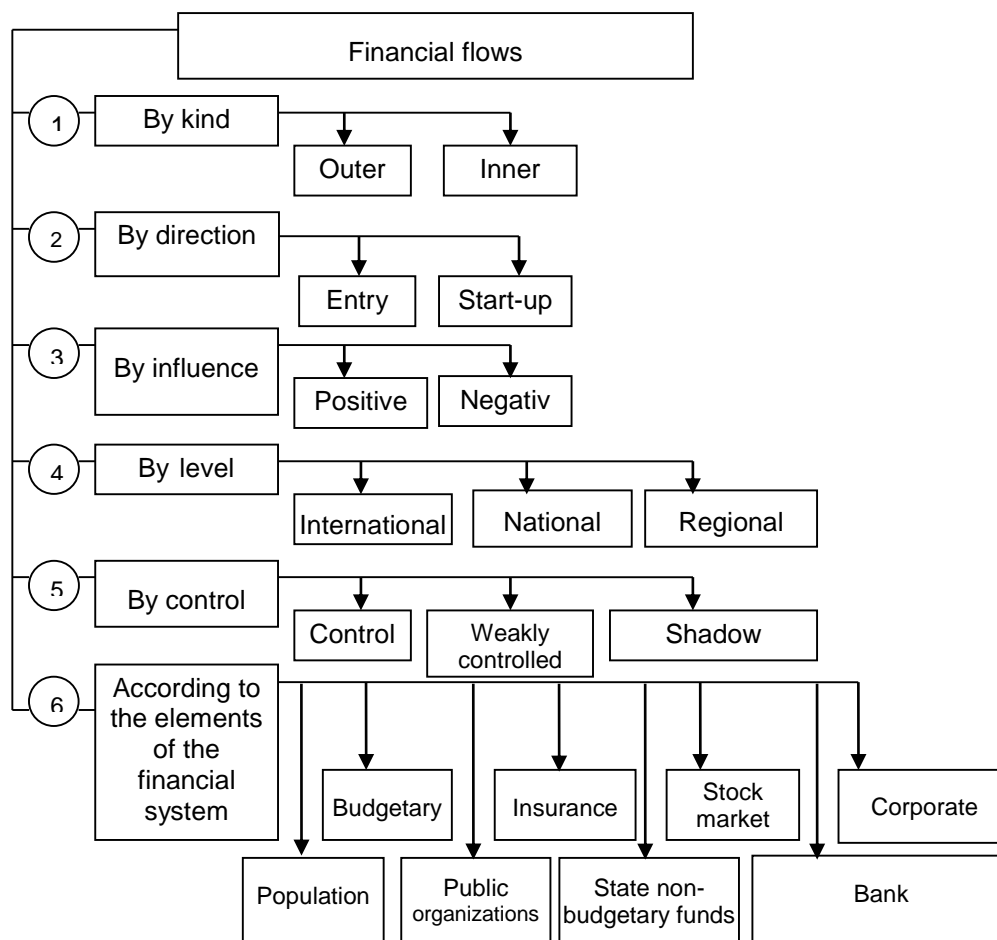 Financial flows
1
By kind
Outer
Inner
2
By direction
Entry
Start-up
3
By influence
Positive
Negativ
4
By level
International
National
Regional
5
By control
Control
Weakly
controlled
Shadow
6
According to
the elements
of the
financial
system
Budgetary
Insurance
Stock
market
Corporate
Population
Public
organizations
State non-
budgetary funds
Bank